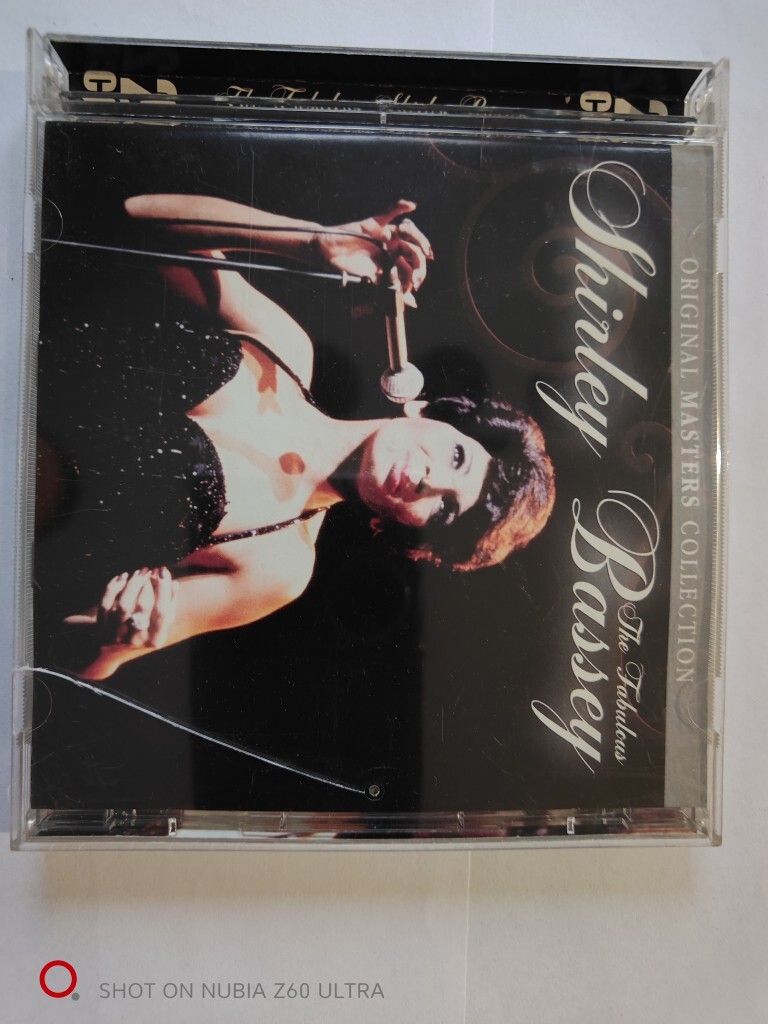 ORIGINAL MASTERS COLLECTION
The Fabulous
Shirley Bassey
SHOT ON NUBIA Z60 ULTRA